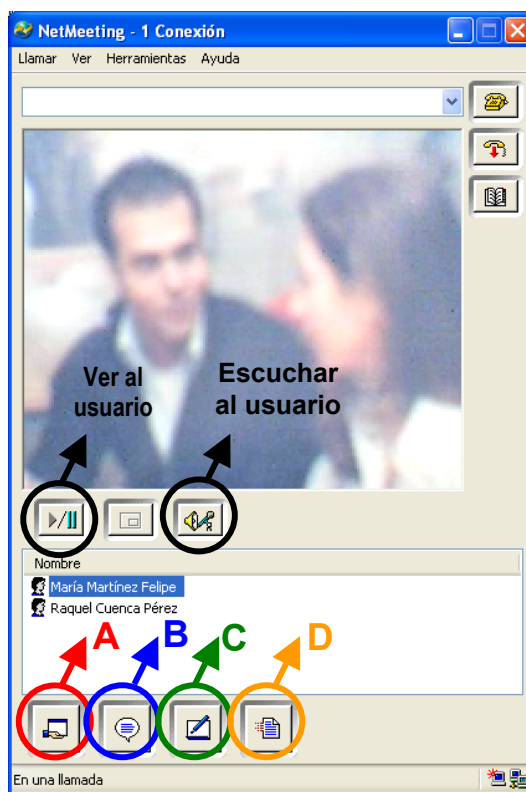 NetMeeting - 1 Conexión
Llamar Ver Herramientas Ayuda
Ver al
usuario
Escuchar
al usuario
Nombre
María Martínez Felipe
Raquel Cuenca Pérez
A B C D
En una llamada